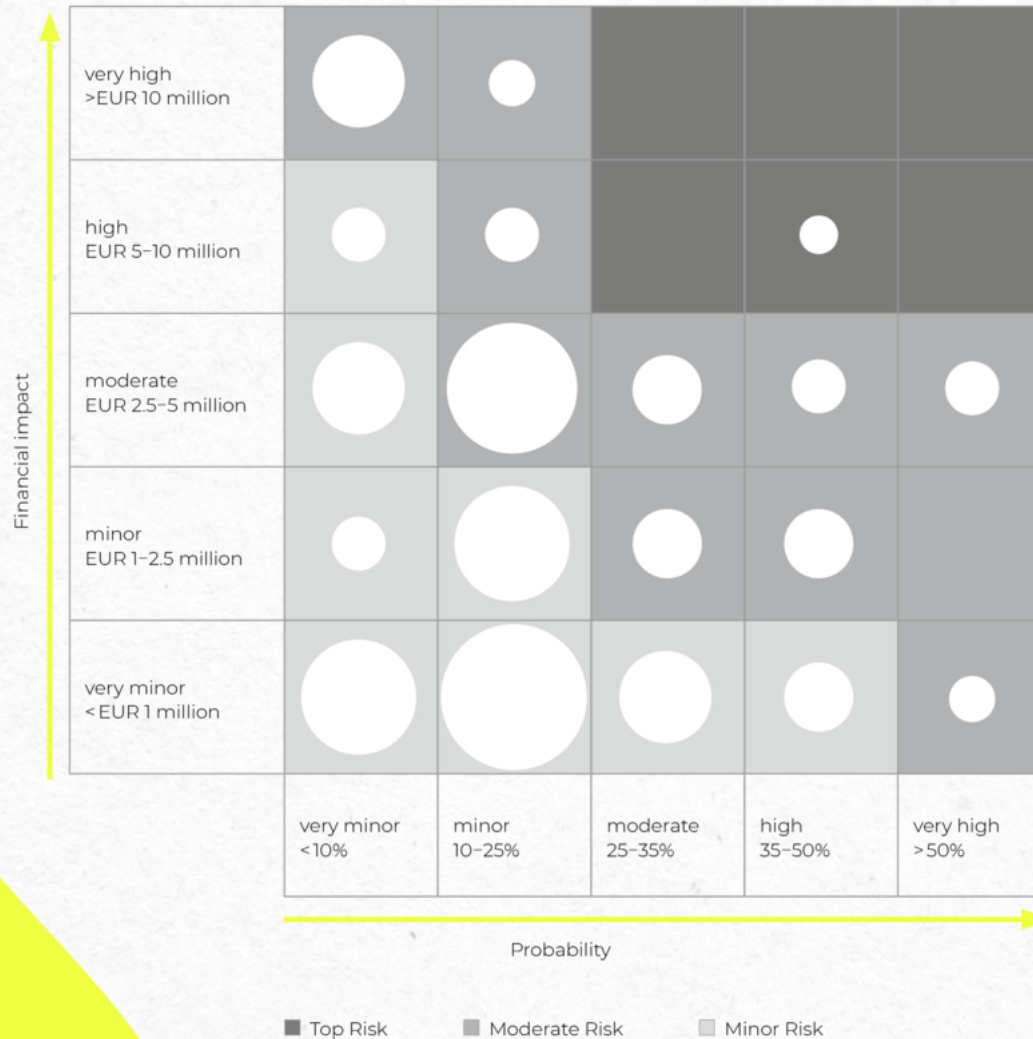 very high
>EUR 10 million
high
EUR 5–10 million
moderate
EUR 2.5–5 million
minor
EUR 1–2.5 million
very minor
<EUR 1 million
Financial impact
very minor
<10%
minor
10–25%
moderate
25–35%
high
35–50%
very high
>50%
Probability
Top Risk
Moderate Risk
Minor Risk